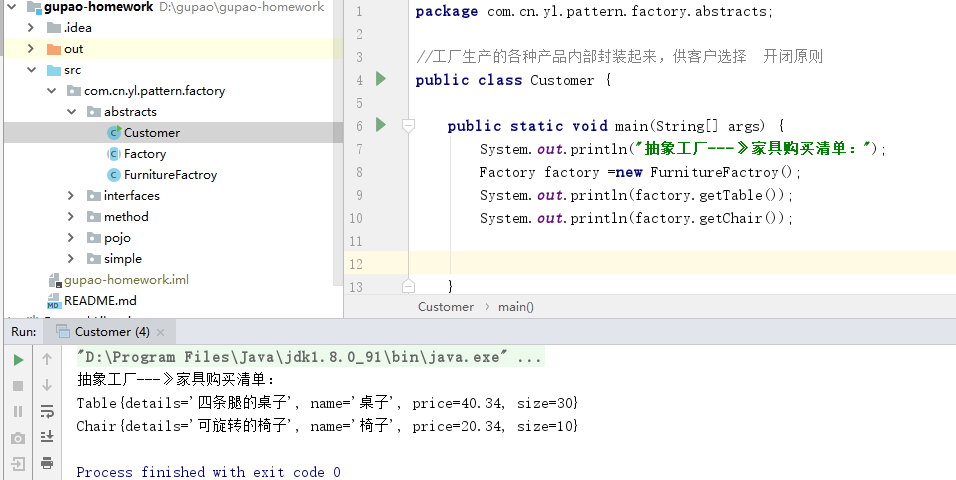 gupao-homework D:\gupao\gupao-homework
.idea
out
src
com.cn.yl.pattern.factory
abstracts
Customer
Factory
FurnitureFactroy
interfaces
method
pojo
simple
gupao-homework.iml
README.md
1 package com.cn.yl.pattern.factory.abstracts;
2
3 //工厂生产的各种产品内部封装起来，供客户选择 开闭原则
4 public class Customer {
5
6 public static void main(String[] args) {
7 System.out.println("抽象工厂---》家具购买清单：");
8 Factory factory =new FurnitureFactroy();
9 System.out.println(factory.getTable());
10 System.out.println(factory.getChair());
11
12
13 }
Customer > main()
Run: Customer (4) ×
"D:\Program Files\Java\jdk1.8.0_91\bin\java.exe" ...
抽象工厂---》家具购买清单：
Table{details='四条腿的桌子', name='桌子', price=40.34, size=30}
Chair{details='可旋转的椅子', name='椅子', price=20.34, size=10}
Process finished with exit code 0